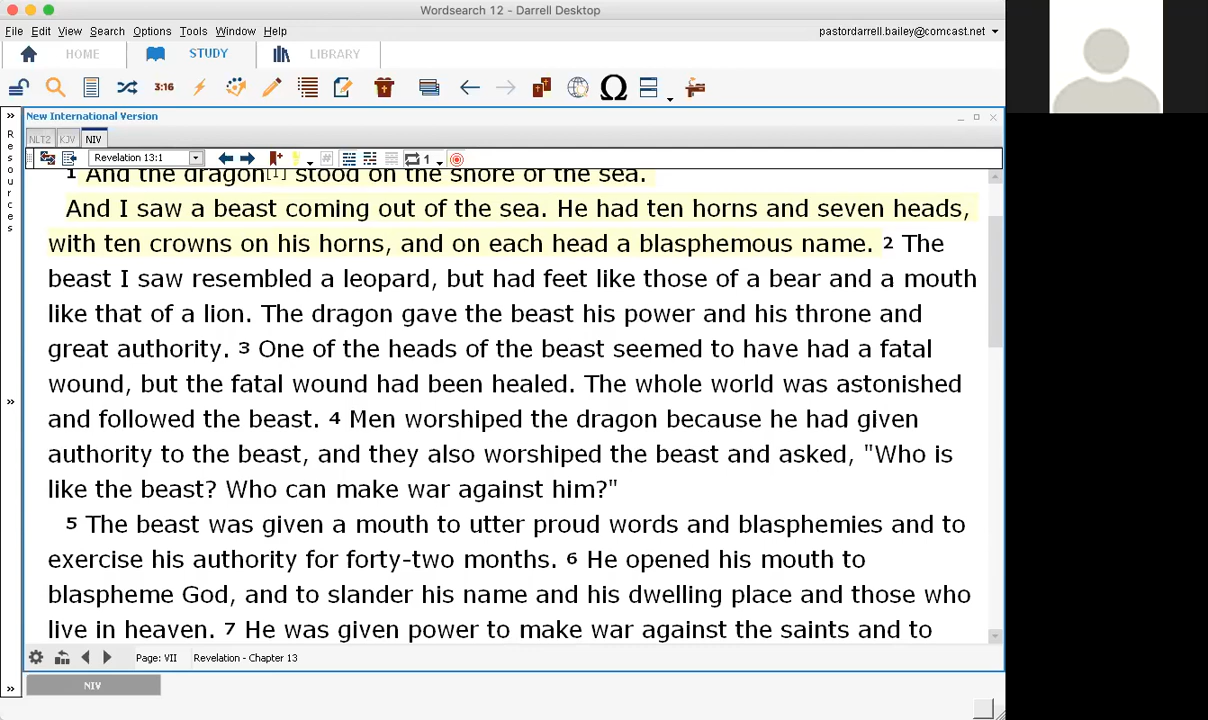 Wordsearch 12 - Darrell Desktop
File Edit View Search Options Tools Window Help
pastordarrell.bailey@comcast.net
HOME STUDY LIBRARY
3:16
New International Version
NLT2 KJV NIV
Revelation 13:1
1
Resources
1 And the dragon[1] stood on the shore of the sea.
And I saw a beast coming out of the sea. He had ten horns and seven heads,
with ten crowns on his horns, and on each head a blasphemous name. 2 The
beast I saw resembled a leopard, but had feet like those of a bear and a mouth
like that of a lion. The dragon gave the beast his power and his throne and
great authority. 3 One of the heads of the beast seemed to have had a fatal
wound, but the fatal wound had been healed. The whole world was astonished
and followed the beast. 4 Men worshiped the dragon because he had given
authority to the beast, and they also worshiped the beast and asked, "Who is
like the beast? Who can make war against him?"
5 The beast was given a mouth to utter proud words and blasphemies and to
exercise his authority for forty-two months. 6 He opened his mouth to
blaspheme God, and to slander his name and his dwelling place and those who
live in heaven. 7 He was given power to make war against the saints and to
Page: VII Revelation - Chapter 13
NIV